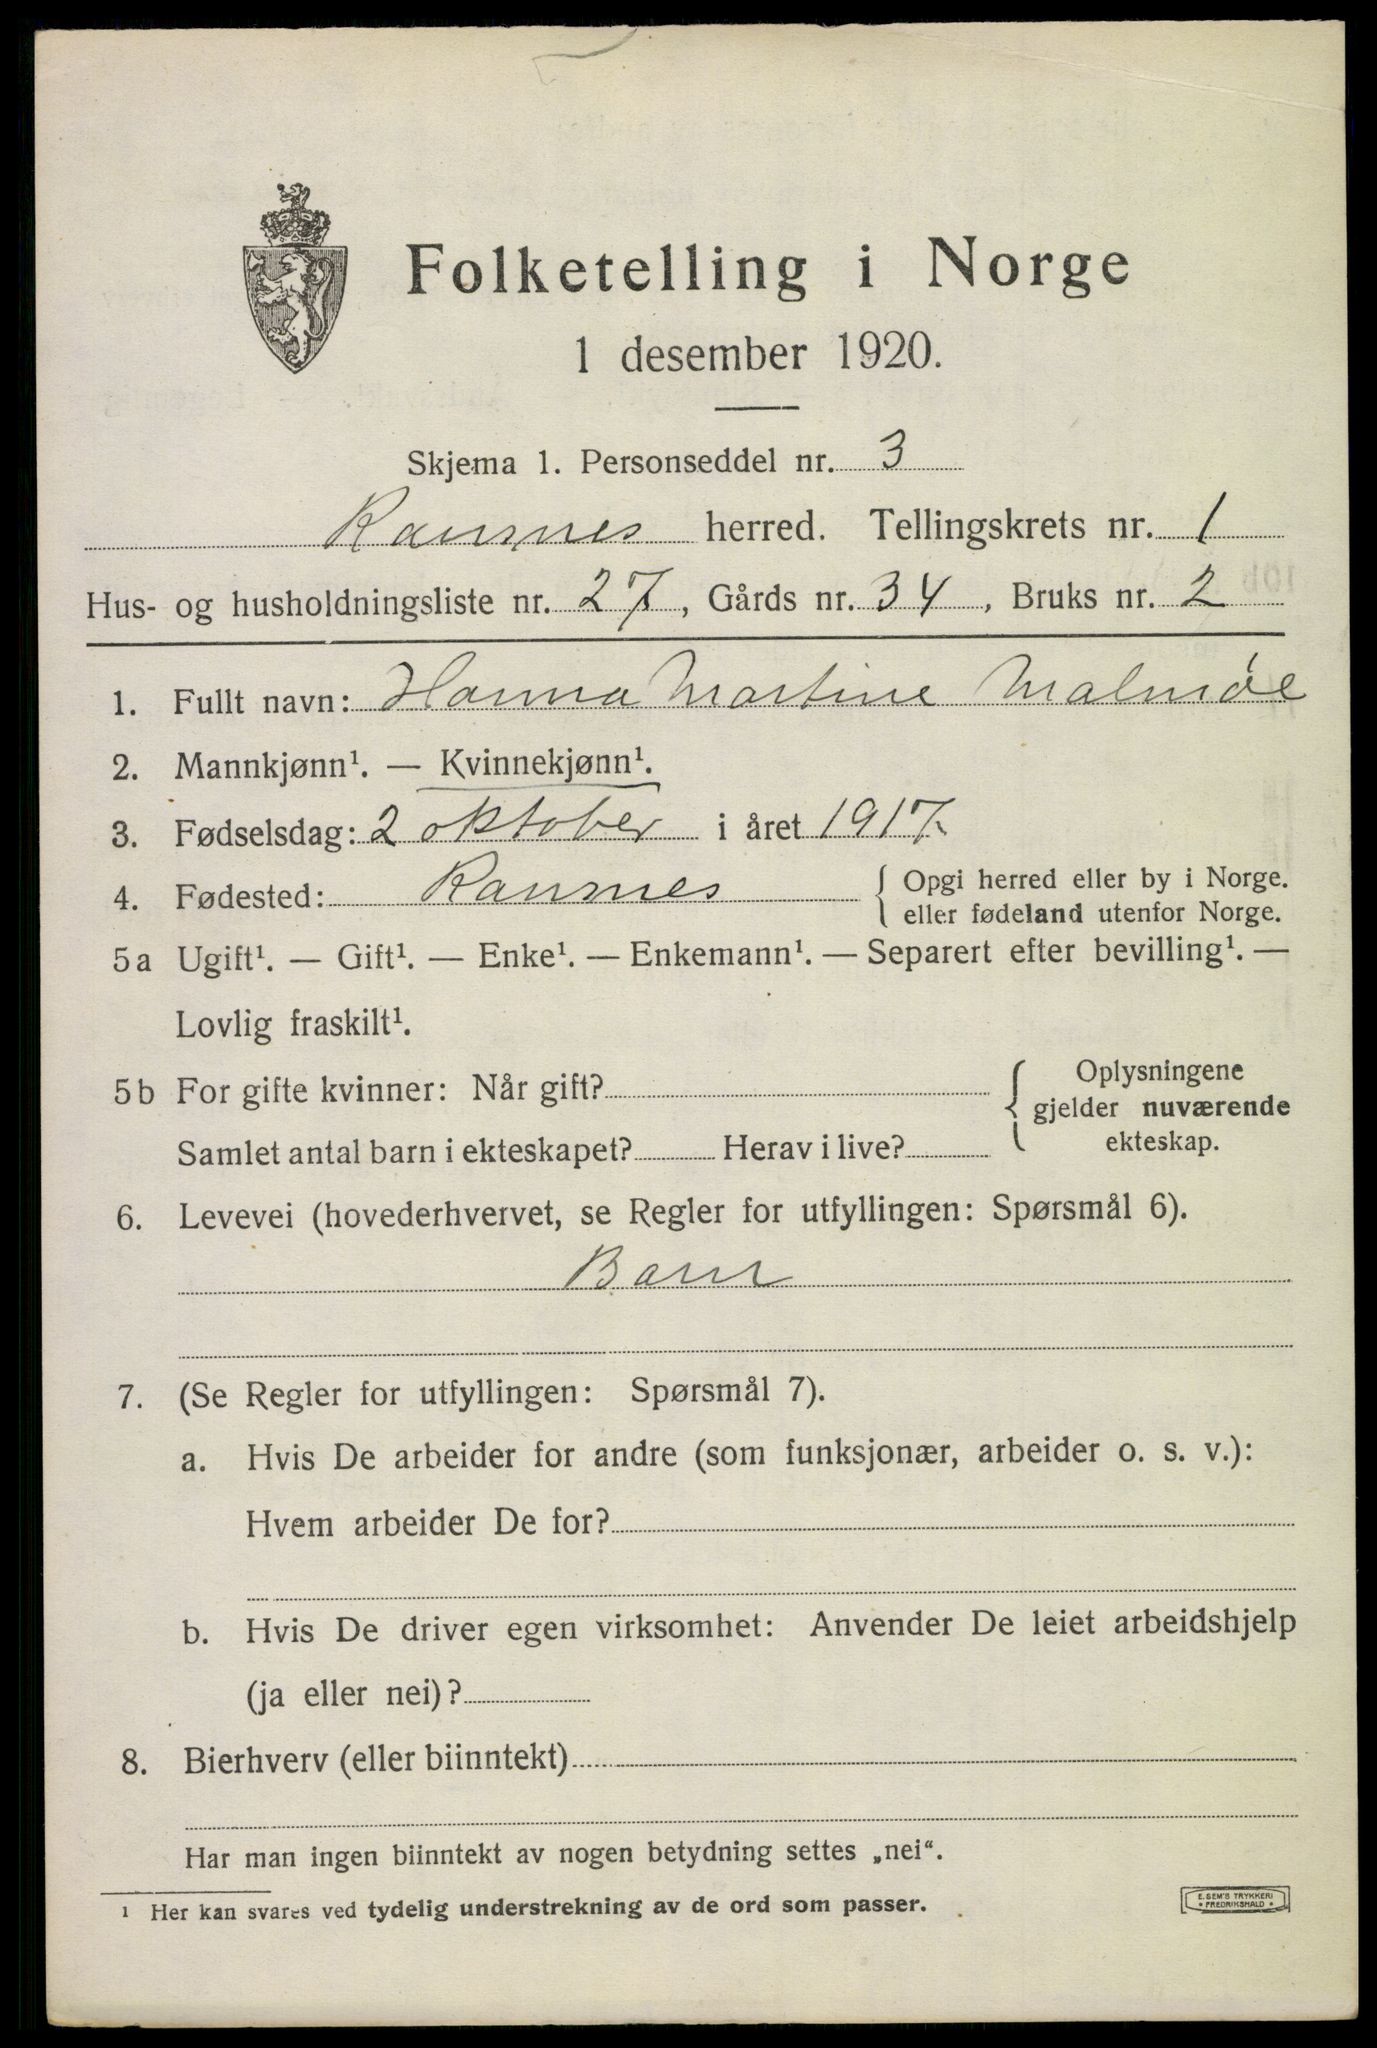 Folketelling i Norge
1 desember 1920.
Skjema 1. Personseddel nr. 3
Ramnes herred. Tellingskrets nr. 1
Hus- og husholdningsliste nr. 27, Gårds nr. 34, Bruks nr. 2
1. Fullt navn: Hanna Martine Malmøe
2. Mannkjønn¹. — Kvinnekjønn¹.
3. Fødselsdag: 2 oktober i året 1917.
4. Fødested: Ramnes { Opgi herred eller by i Norge.
eller fødeland utenfor Norge.
5a Ugift¹. — Gift¹. — Enke¹. — Enkemann¹. — Separert efter bevilling¹. —
Lovlig fraskilt¹.
5b For gifte kvinner: Når gift? { Oplysningene
gjelder nuværende
Samlet antal barn i ekteskapet? Herav i live? ekteskap.
6. Levevei (hovederhvervet, se Regler for utfyllingen: Spørsmål 6).
Barn
7. (Se Regler for utfyllingen: Spørsmål 7).
a. Hvis De arbeider for andre (som funksjonær, arbeider o. s. v.):
Hvem arbeider De for?
b. Hvis De driver egen virksomhet: Anvender De leiet arbeidshjelp
(ja eller nei)?
8. Bierhverv (eller biinntekt)
Har man ingen biinntekt av nogen betydning settes „nei“.
¹ Her kan svares ved tydelig understrekning av de ord som passer.
E. SEM'S TRYKKERI
• FREDRIKSHALD •